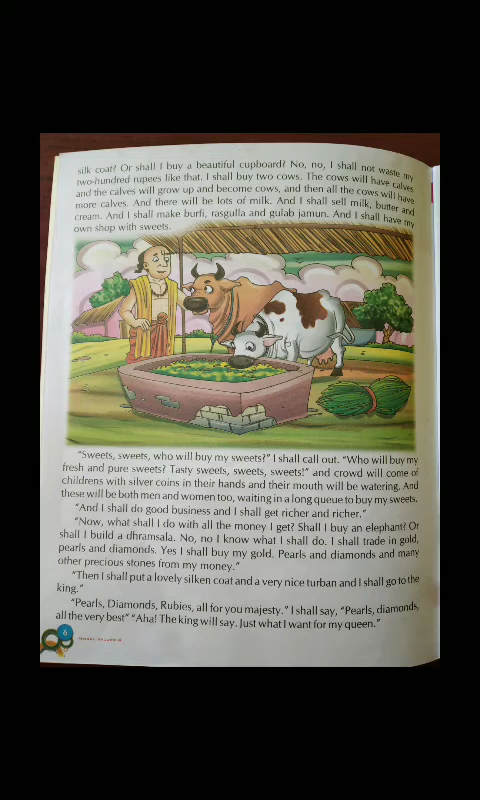 silk coat? Or shall I buy a beautiful cupboard? No, no, I shall not waste my
two-hundred rupees like that. I shall buy two cows. The cows will have calves
and the calves will grow up and become cows, and then all the cows will have
more calves. And there will be lots of milk. And I shall sell milk, butter and
cream. And I shall make burfi, rasgulla and gulab jamun. And I shall have my
own shop with sweets.
"Sweets, sweets, who will buy my sweets?" I shall call out. "Who will buy my
fresh and pure sweets? Tasty sweets, sweets, sweets!" and crowd will come of
childrens with silver coins in their hands and their mouth will be watering. And
these will be both men and women too, waiting in a long queue to buy my sweets.
"And I shall do good business and I shall get richer and richer."
"Now, what shall I do with all the money I get? Shall I buy an elephant? Or
shall I build a dhramsala. No, no I know what I shall do. I shall trade in gold,
pearls and diamonds. Yes I shall buy my gold. Pearls and diamonds and many
other precious stones from my money."
"Then I shall put a lovely silken coat and a very nice turban and I shall go to the
king."
"Pearls, Diamonds, Rubies, all for you majesty." I shall say, "Pearls, diamonds,
all the very best" "Aha! The king will say. Just what I want for my queen."
6